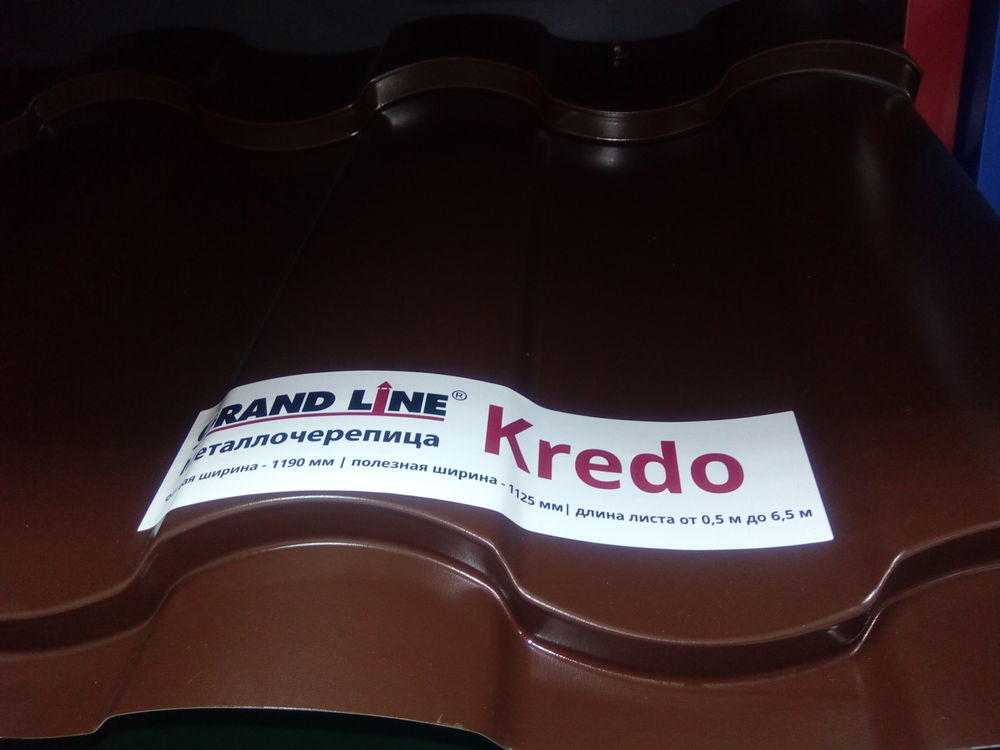 GRAND LINE®
Металлочерепица
Kredo
общая ширина - 1190 мм | полезная ширина - 1125 мм| длина листа от 0,5 м до 6,5 м